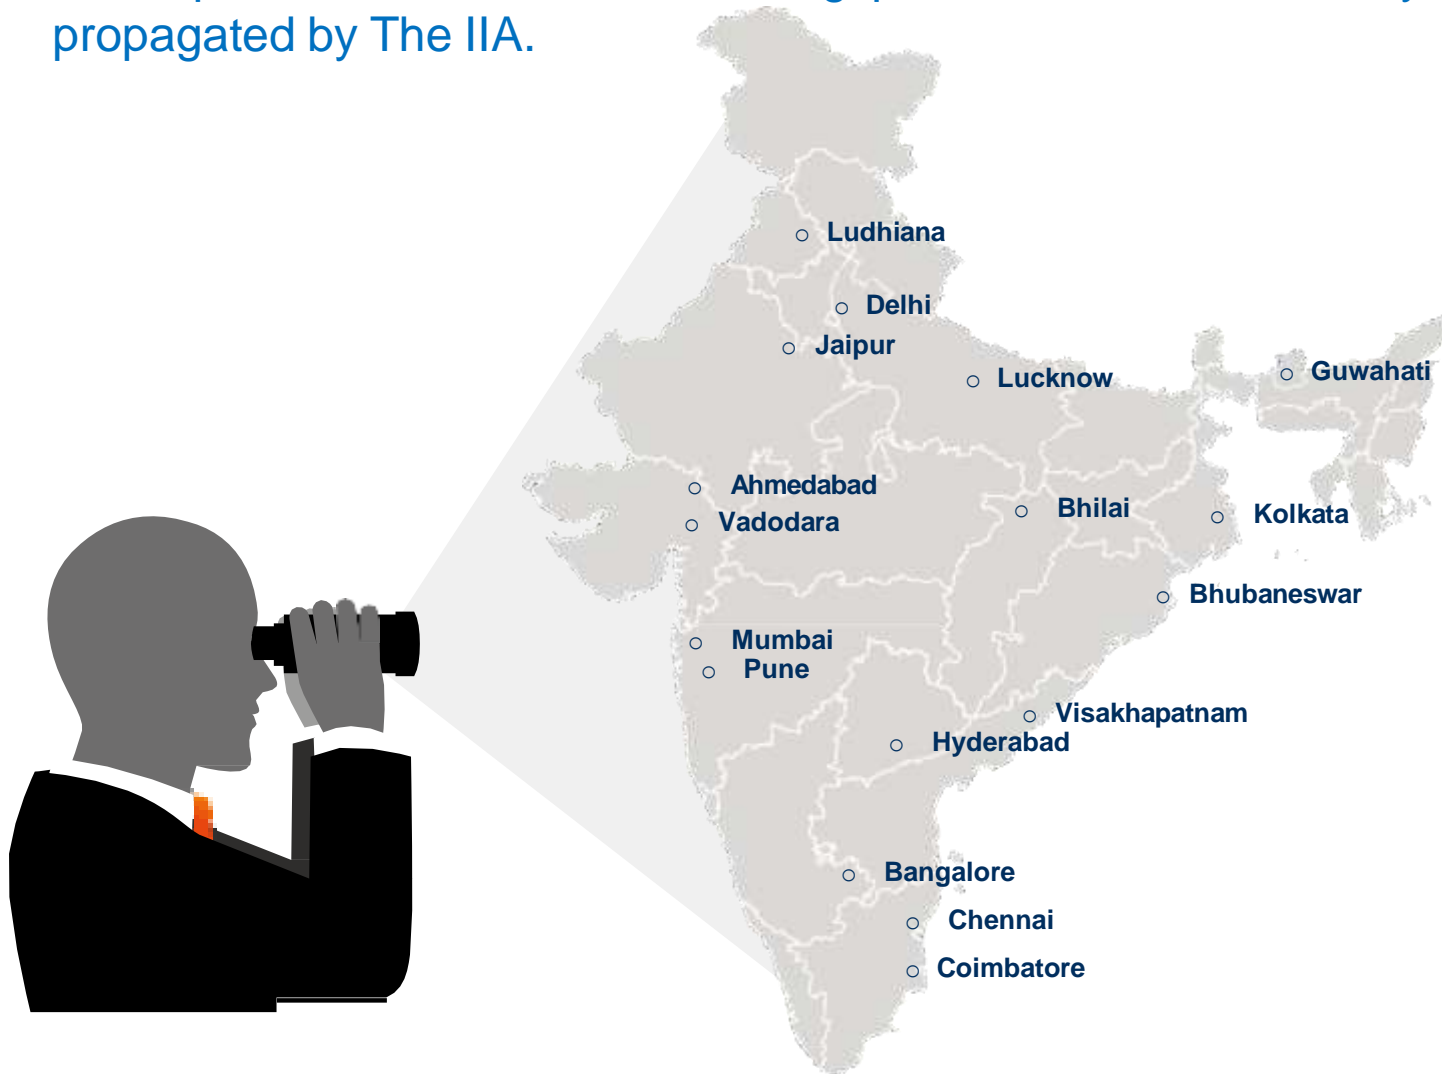 propagated by The IIA.
Ludhiana
Delhi
Jaipur
Lucknow
Guwahati
Ahmedabad
Vadodara
Bhilai
Kolkata
Bhubaneswar
Mumbai
Pune
Visakhapatnam
Hyderabad
Bangalore
Chennai
Coimbatore